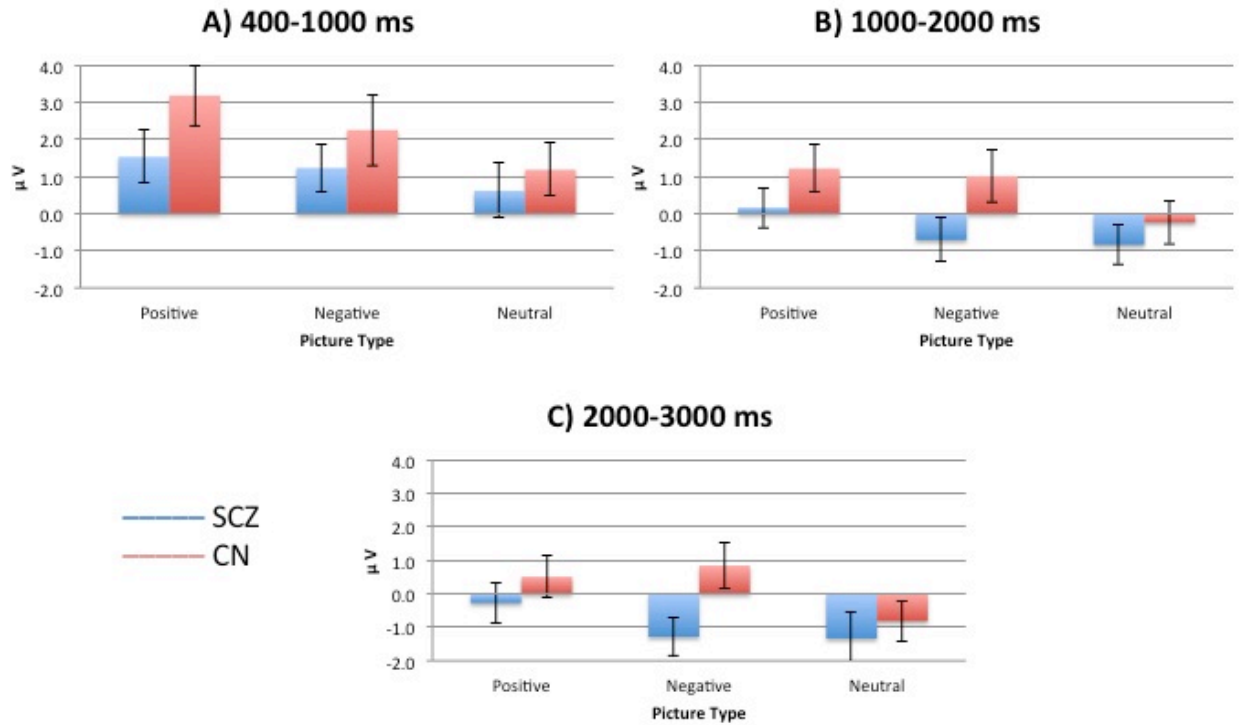 A) 400-1000 ms
4.0
3.0
2.0
1.0
0.0
-1.0
-2.0
μ V
Positive Negative Neutral
Picture Type
B) 1000-2000 ms
4.0
3.0
2.0
1.0
0.0
-1.0
-2.0
μ V
Positive Negative Neutral
Picture Type
C) 2000-3000 ms
4.0
3.0
2.0
1.0
0.0
-1.0
-2.0
μ V
Positive Negative Neutral
Picture Type
SCZ
CN